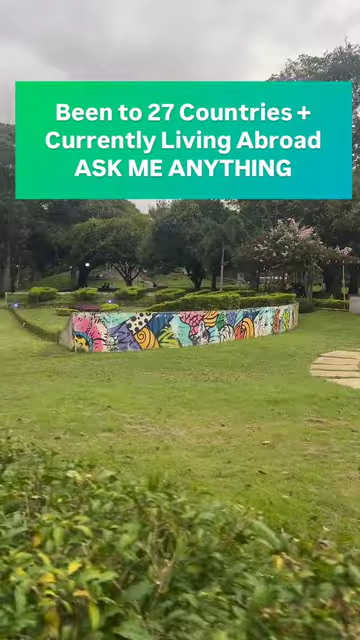 Been to 27 Countries +
Currently Living Abroad
ASK ME ANYTHING